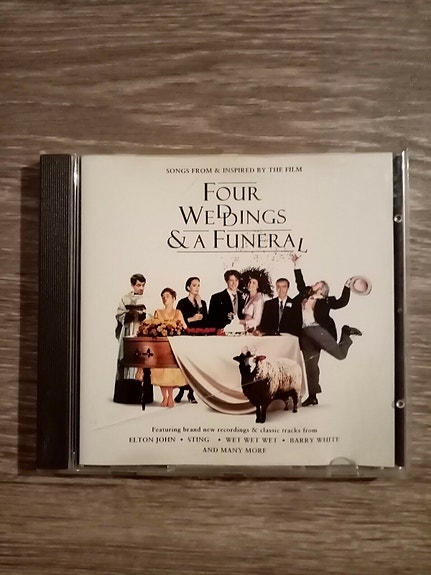 SONGS FROM & INSPIRED BY THE FILM
FOUR
WEDDINGS
& A FUNERAL
Featuring brand new recordings & classic tracks from
ELTON JOHN • STING • WET WET WET • BARRY WHITE
AND MANY MORE